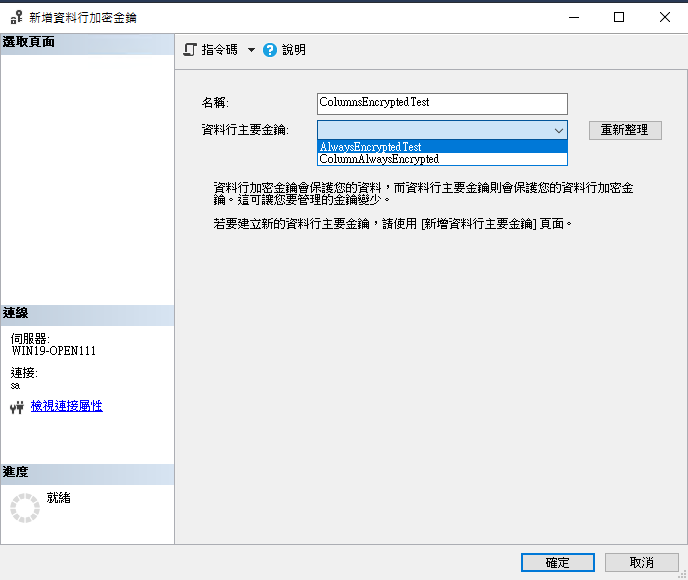 新增資料行加密金鑰
選取頁面
指令碼
說明
名稱:
ColumnsEncryptedTest
資料行主要金鑰:
重新整理
AlwaysEncryptedTest
ColumnAlwaysEncrypted
資料行加密金鑰會保護您的資料，而資料行主要金鑰則會保護您的資料行加密金
鑰。這可讓您要管理的金鑰變少。
若要建立新的資料行主要金鑰，請使用 [新增資料行主要金鑰] 頁面。
連線
伺服器:
WIN19-OPEN111
連接:
sa
檢視連接屬性
進度
就緒
確定
取消